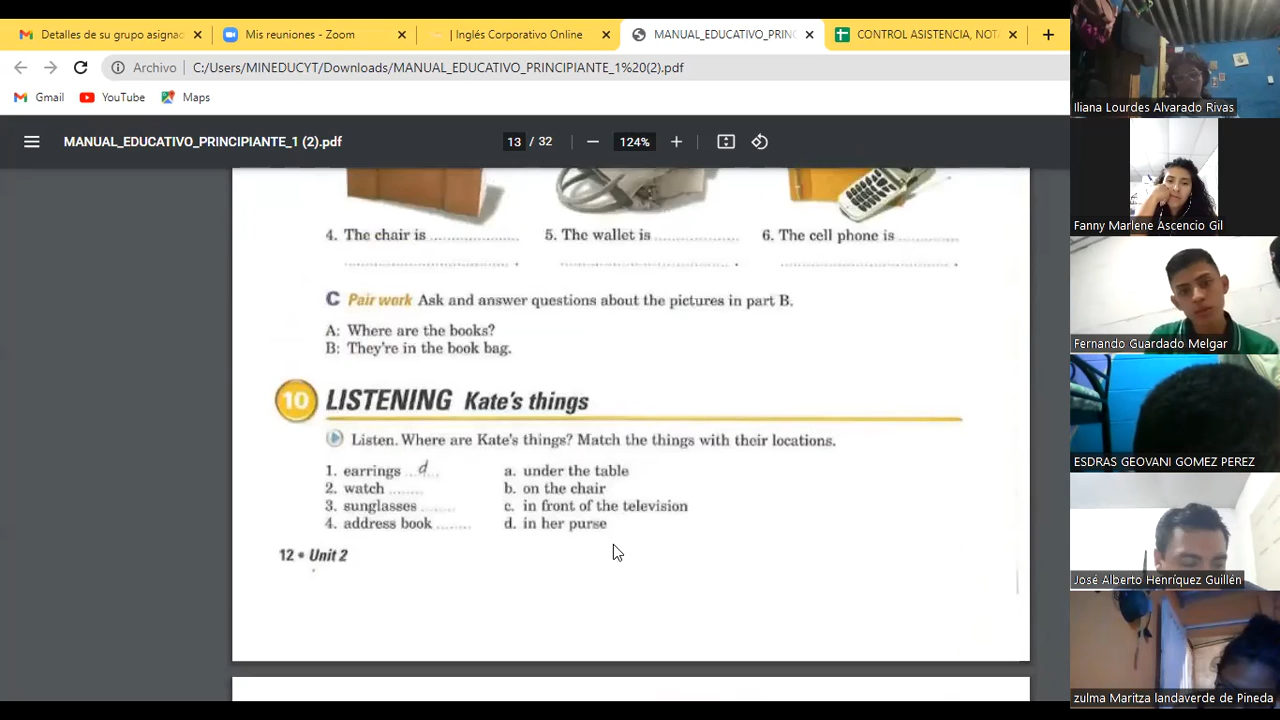 Detalles de su grupo asigna
Mis reuniones - Zoom
| Inglés Corporativo Online
MANUAL_EDUCATIVO_PRINC
CONTROL ASISTENCIA, NOT
Archivo
C:/Users/MINEDUCYT/Downloads/MANUAL_EDUCATIVO_PRINCIPIANTE_1%20(2).pdf
Gmail
YouTube
Maps
MANUAL_EDUCATIVO_PRINCIPIANTE_1 (2).pdf
13 / 32
124%
4. The chair is
5. The wallet is
6. The cell phone is
C Pair work Ask and answer questions about the pictures in part B.
A: Where are the books?
B: They're in the book bag.
10 LISTENING Kate's things
Listen. Where are Kate's things? Match the things with their locations.
1. earrings d
2. watch
3. sunglasses
4. address book
a. under the table
b. on the chair
c. in front of the television
d. in her purse
12 • Unit 2
Iliana Lourdes Alvarado Rivas
Fanny Marlene Ascencio Gil
Fernando Guardado Melgar
ESDRAS GEOVANI GOMEZ PEREZ
José Alberto Henríquez Guillén
zulma Maritza landaverde de Pineda